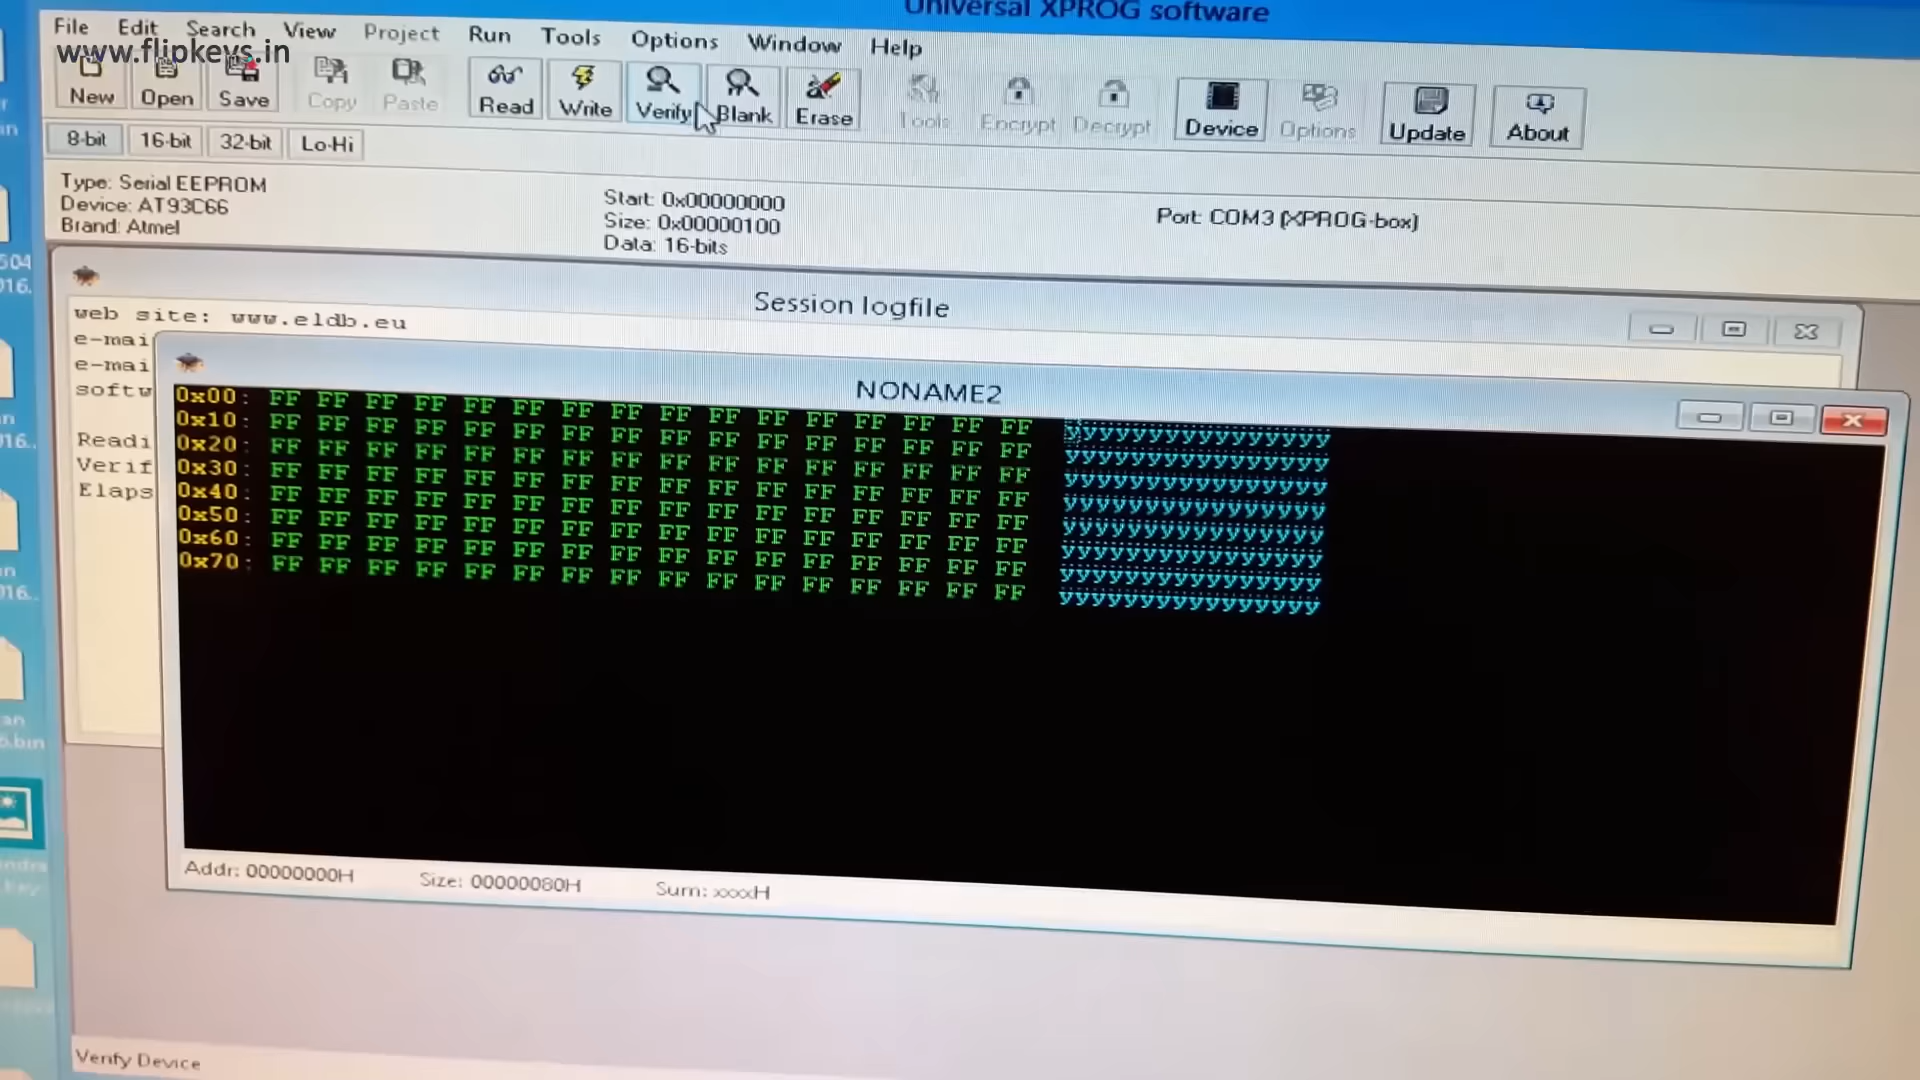 Universal XPROG software
File Edit Search View Project Run Tools Options Window Help
www.flipkeys.in
New Open Save Copy Paste Read Write Verify Blank Erase Tools Encrypt Decrypt Device Options Update About
8-bit 16-bit 32-bit Lo-Hi
Type: Serial EEPROM
Device: AT93C66
Brand: Atmel
Start: 0x00000000
Size: 0x00000100
Data: 16-bits
Port: COM3 (XPROG-box)
Session logfile
web site: www.eldb.eu
e-mai
e-mai
softw
Readi
Verif
Elaps
NONAME2
0x00: FF FF FF FF FF FF FF FF FF FF FF FF FF FF FF FF ÿÿÿÿÿÿÿÿÿÿÿÿÿÿÿÿ
0x10: FF FF FF FF FF FF FF FF FF FF FF FF FF FF FF FF ÿÿÿÿÿÿÿÿÿÿÿÿÿÿÿÿ
0x20: FF FF FF FF FF FF FF FF FF FF FF FF FF FF FF FF ÿÿÿÿÿÿÿÿÿÿÿÿÿÿÿÿ
0x30: FF FF FF FF FF FF FF FF FF FF FF FF FF FF FF FF ÿÿÿÿÿÿÿÿÿÿÿÿÿÿÿÿ
0x40: FF FF FF FF FF FF FF FF FF FF FF FF FF FF FF FF ÿÿÿÿÿÿÿÿÿÿÿÿÿÿÿÿ
0x50: FF FF FF FF FF FF FF FF FF FF FF FF FF FF FF FF ÿÿÿÿÿÿÿÿÿÿÿÿÿÿÿÿ
0x60: FF FF FF FF FF FF FF FF FF FF FF FF FF FF FF FF ÿÿÿÿÿÿÿÿÿÿÿÿÿÿÿÿ
0x70: FF FF FF FF FF FF FF FF FF FF FF FF FF FF FF FF ÿÿÿÿÿÿÿÿÿÿÿÿÿÿÿÿ
Addr: 00000000H Size: 00000080H Sum: xxxxH
Verify Device